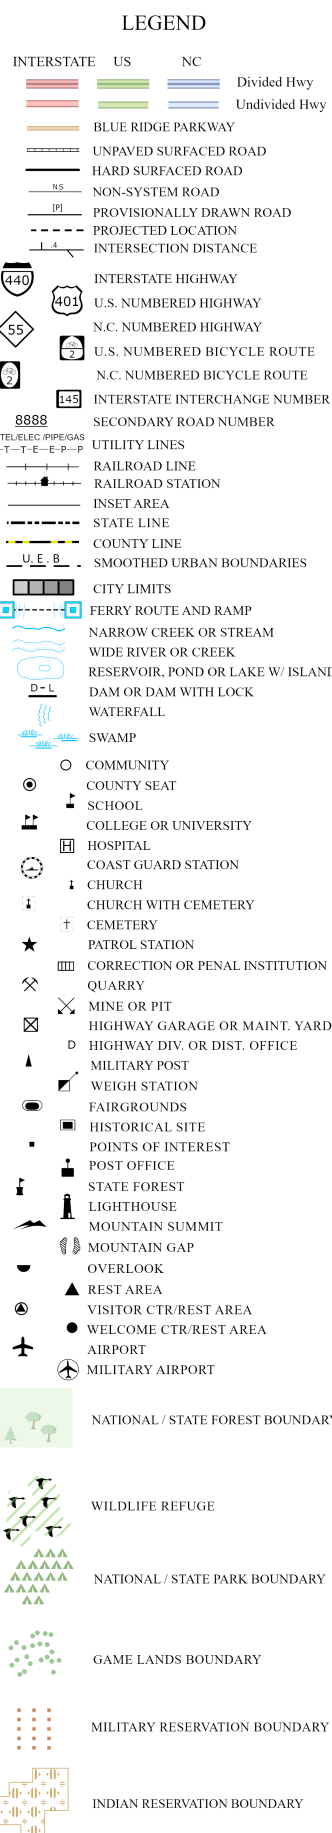 LEGEND
INTERSTATE US NC
Divided Hwy
Undivided Hwy
BLUE RIDGE PARKWAY
UNPAVED SURFACED ROAD
HARD SURFACED ROAD
NS NON-SYSTEM ROAD
[P] PROVISIONALLY DRAWN ROAD
PROJECTED LOCATION
.4 INTERSECTION DISTANCE
440 INTERSTATE HIGHWAY
401 U.S. NUMBERED HIGHWAY
55 N.C. NUMBERED HIGHWAY
2 U.S. NUMBERED BICYCLE ROUTE
2 N.C. NUMBERED BICYCLE ROUTE
145 INTERSTATE INTERCHANGE NUMBER
8888 SECONDARY ROAD NUMBER
TEL/ELEC /PIPE/GAS
T T E E P P UTILITY LINES
RAILROAD LINE
RAILROAD STATION
INSET AREA
STATE LINE
COUNTY LINE
U. E. B SMOOTHED URBAN BOUNDARIES
CITY LIMITS
FERRY ROUTE AND RAMP
NARROW CREEK OR STREAM
WIDE RIVER OR CREEK
RESERVOIR, POND OR LAKE W/ ISLAND
D-L DAM OR DAM WITH LOCK
WATERFALL
SWAMP
COMMUNITY
COUNTY SEAT
SCHOOL
COLLEGE OR UNIVERSITY
H HOSPITAL
COAST GUARD STATION
CHURCH
CHURCH WITH CEMETERY
CEMETERY
PATROL STATION
CORRECTION OR PENAL INSTITUTION
QUARRY
MINE OR PIT
HIGHWAY GARAGE OR MAINT. YARD
D HIGHWAY DIV. OR DIST. OFFICE
MILITARY POST
WEIGH STATION
FAIRGROUNDS
HISTORICAL SITE
POINTS OF INTEREST
POST OFFICE
STATE FOREST
LIGHTHOUSE
MOUNTAIN SUMMIT
MOUNTAIN GAP
OVERLOOK
REST AREA
VISITOR CTR/REST AREA
WELCOME CTR/REST AREA
AIRPORT
MILITARY AIRPORT
NATIONAL / STATE FOREST BOUNDARY
WILDLIFE REFUGE
NATIONAL / STATE PARK BOUNDARY
GAME LANDS BOUNDARY
MILITARY RESERVATION BOUNDARY
INDIAN RESERVATION BOUNDARY